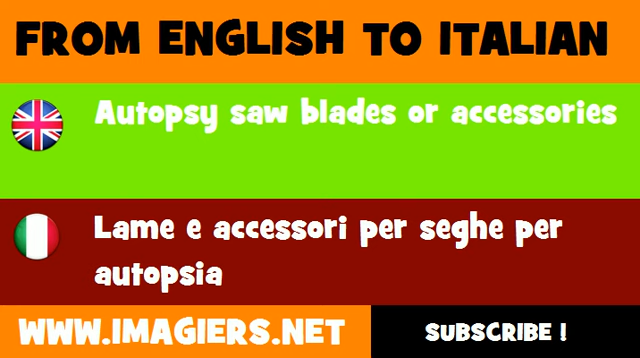 FROM ENGLISH TO ITALIAN
Autopsy saw blades or accessories
Lame e accessori per seghe per
autopsia
WWW.IMAGIERS.NET
SUBSCRIBE !